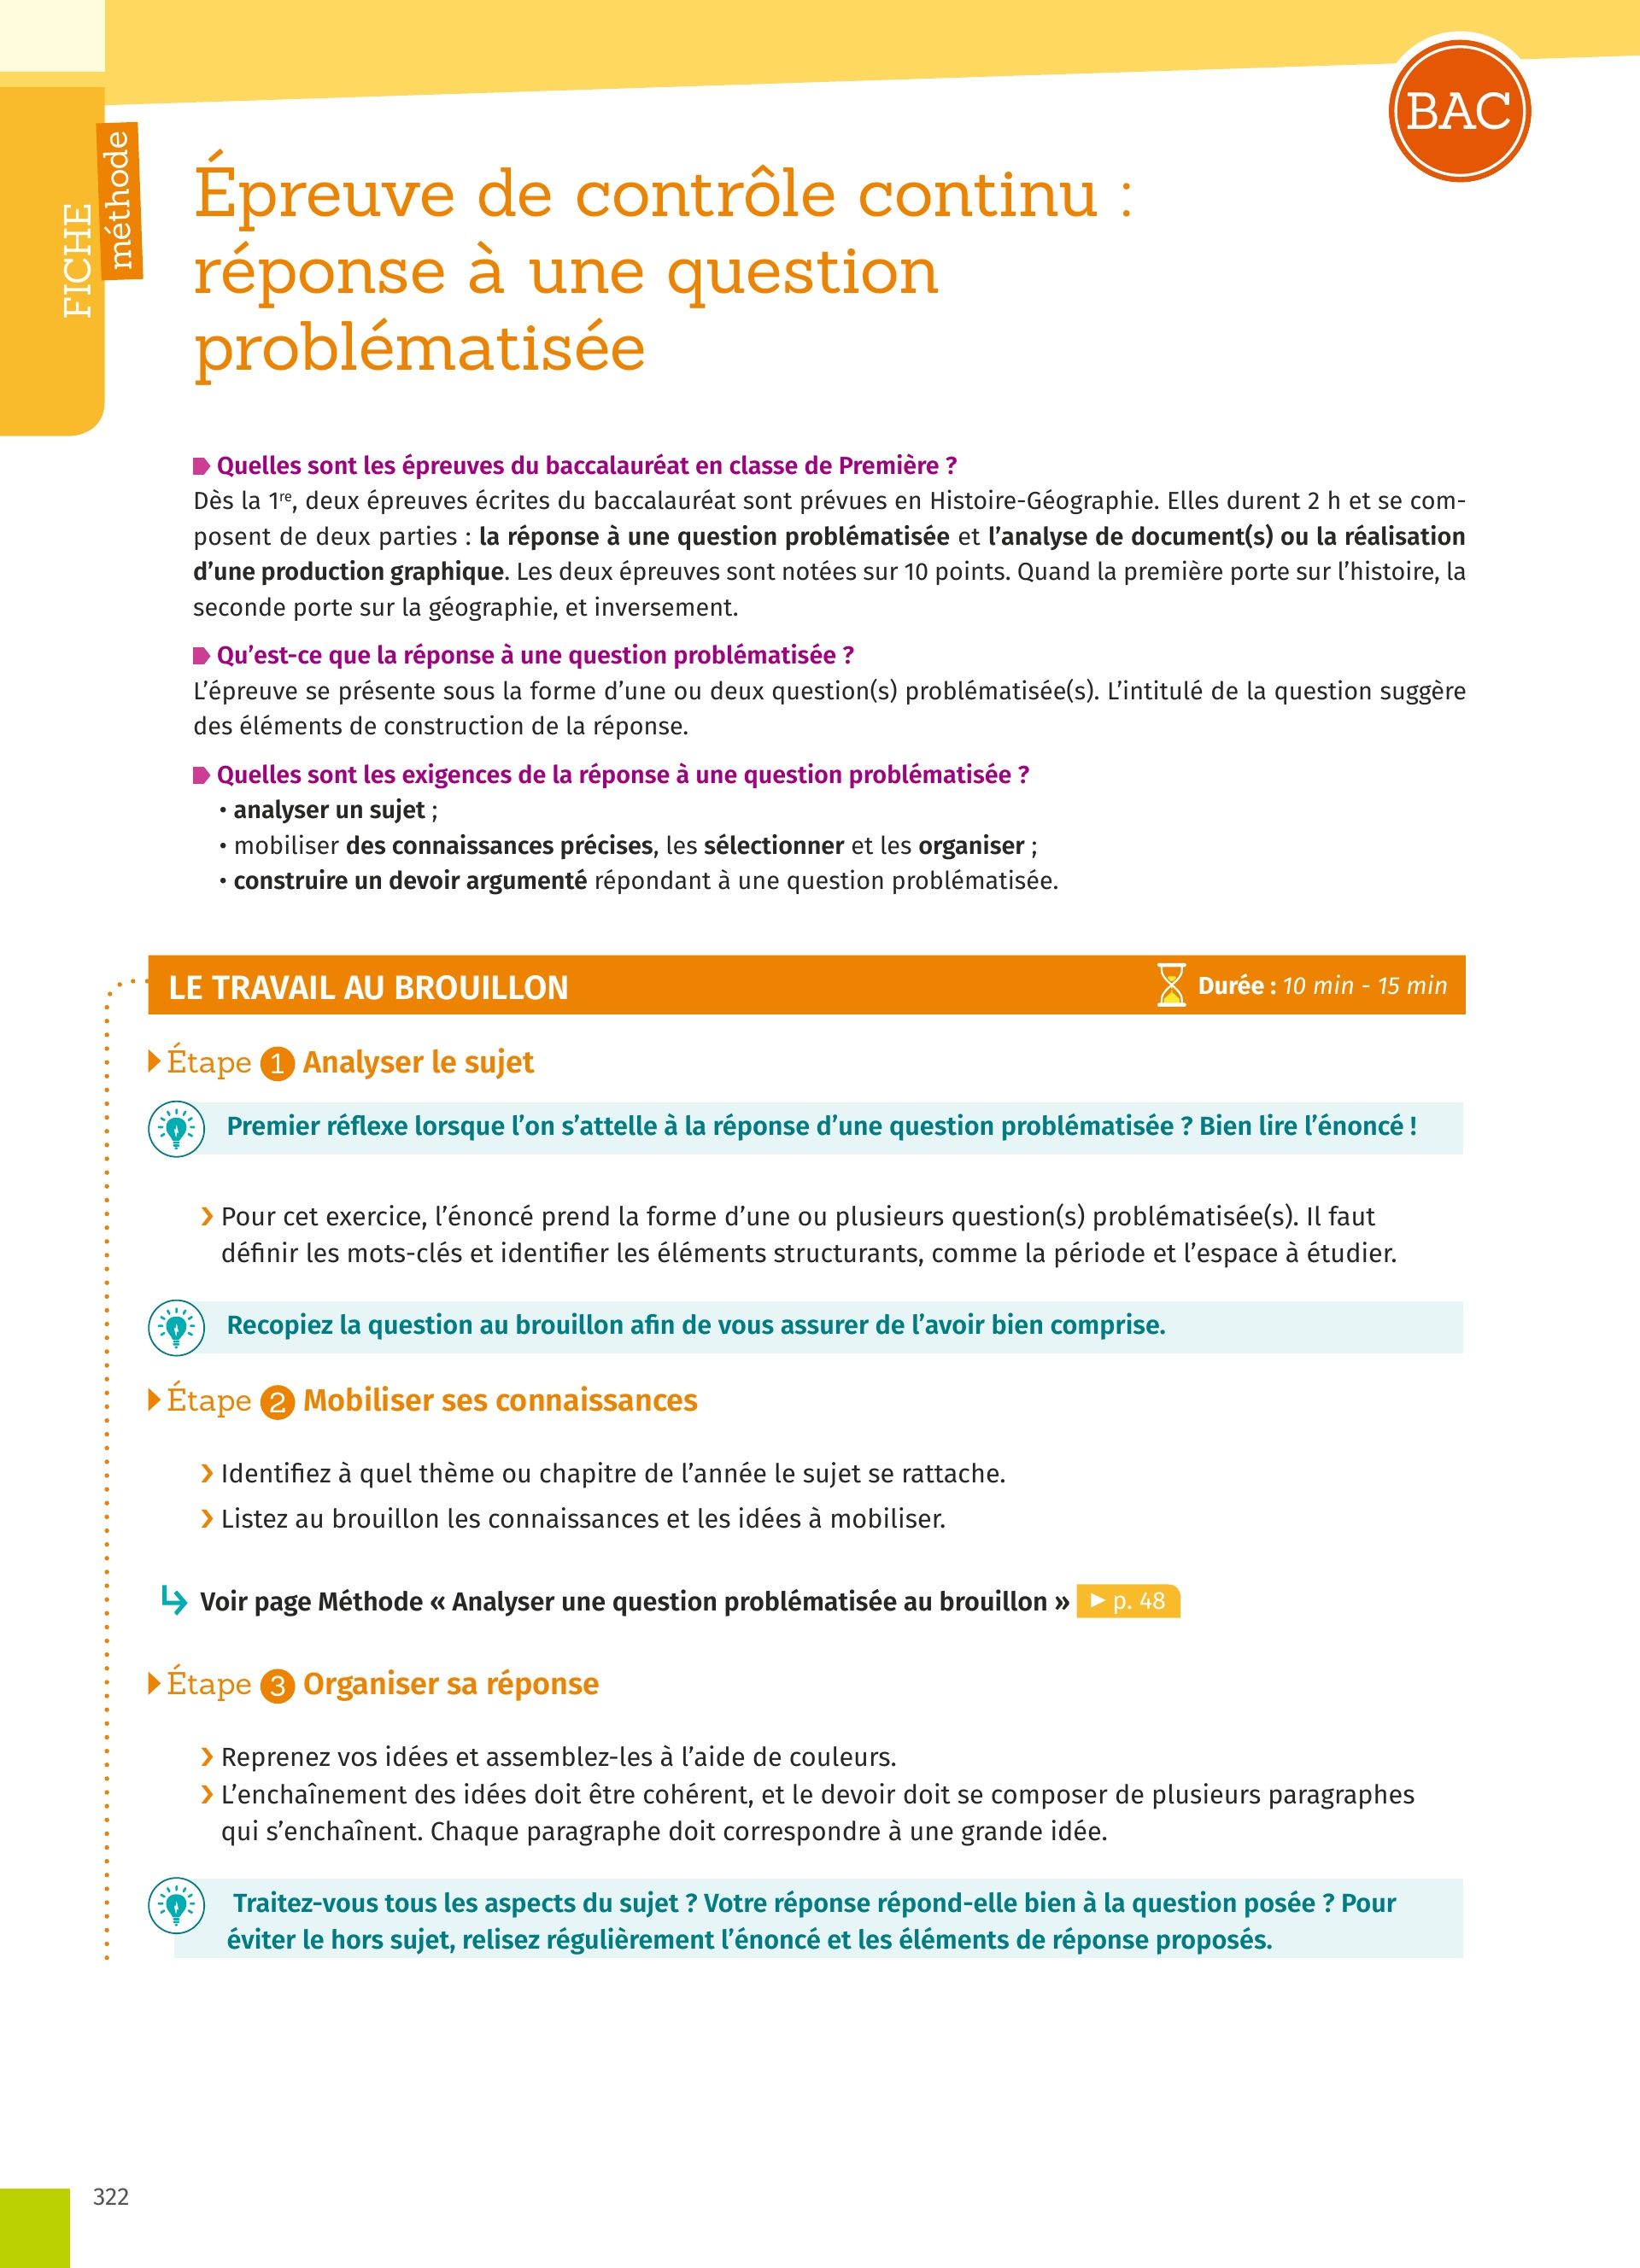 BAC
FICHE
méthode
Épreuve de contrôle continu :
réponse à une question
problématisée
Quelles sont les épreuves du baccalauréat en classe de Première ?
Dès la 1re, deux épreuves écrites du baccalauréat sont prévues en Histoire-Géographie. Elles durent 2 h et se com-
posent de deux parties : la réponse à une question problématisée et l’analyse de document(s) ou la réalisation
d’une production graphique. Les deux épreuves sont notées sur 10 points. Quand la première porte sur l’histoire, la
seconde porte sur la géographie, et inversement.
Qu’est-ce que la réponse à une question problématisée ?
L’épreuve se présente sous la forme d’une ou deux question(s) problématisée(s). L’intitulé de la question suggère
des éléments de construction de la réponse.
Quelles sont les exigences de la réponse à une question problématisée ?
• analyser un sujet ;
• mobiliser des connaissances précises, les sélectionner et les organiser ;
• construire un devoir argumenté répondant à une question problématisée.
LE TRAVAIL AU BROUILLON
Durée : 10 min - 15 min
Étape 1 Analyser le sujet
Premier réflexe lorsque l’on s’attelle à la réponse d’une question problématisée ? Bien lire l’énoncé !
Pour cet exercice, l’énoncé prend la forme d’une ou plusieurs question(s) problématisée(s). Il faut
définir les mots-clés et identifier les éléments structurants, comme la période et l’espace à étudier.
Recopiez la question au brouillon afin de vous assurer de l’avoir bien comprise.
Étape 2 Mobiliser ses connaissances
Identifiez à quel thème ou chapitre de l’année le sujet se rattache.
Listez au brouillon les connaissances et les idées à mobiliser.
Voir page Méthode « Analyser une question problématisée au brouillon » ► p. 48
Étape 3 Organiser sa réponse
Reprenez vos idées et assemblez-les à l’aide de couleurs.
L’enchaînement des idées doit être cohérent, et le devoir doit se composer de plusieurs paragraphes
qui s’enchaînent. Chaque paragraphe doit correspondre à une grande idée.
Traitez-vous tous les aspects du sujet ? Votre réponse répond-elle bien à la question posée ? Pour
éviter le hors sujet, relisez régulièrement l’énoncé et les éléments de réponse proposés.
322